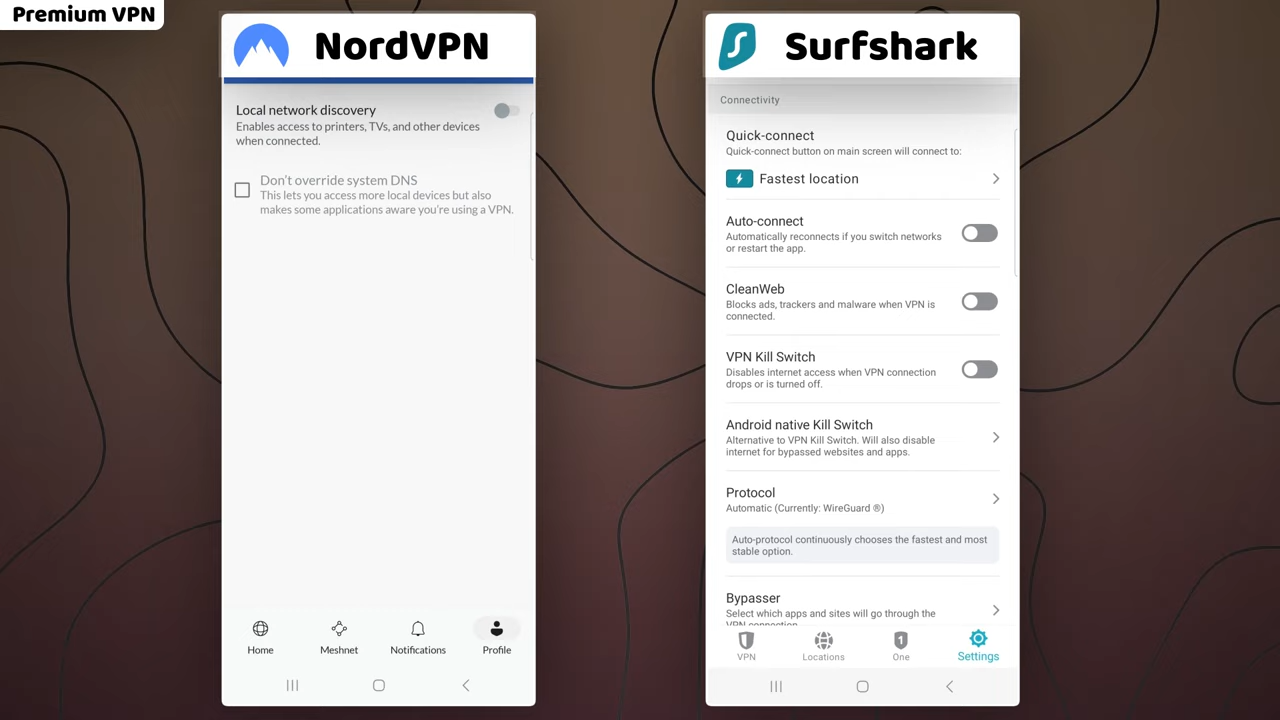 Premium VPN
NordVPN
Local network discovery
Enables access to printers, TVs, and other devices
when connected.
Don't override system DNS
This lets you access more local devices but also
makes some applications aware you're using a VPN.
Home
Meshnet
Notifications
Profile
Surfshark
Connectivity
Quick-connect
Quick-connect button on main screen will connect to:
Fastest location
Auto-connect
Automatically reconnects if you switch networks
or restart the app.
CleanWeb
Blocks ads, trackers and malware when VPN is
connected.
VPN Kill Switch
Disables internet access when VPN connection
drops or is turned off.
Android native Kill Switch
Alternative to VPN Kill Switch. Will also disable
internet for bypassed websites and apps.
Protocol
Automatic (Currently: WireGuard ®)
Auto-protocol continuously chooses the fastest and most
stable option.
Bypasser
Select which apps and sites will go through the
VPN connection
VPN
Locations
1
One
Settings